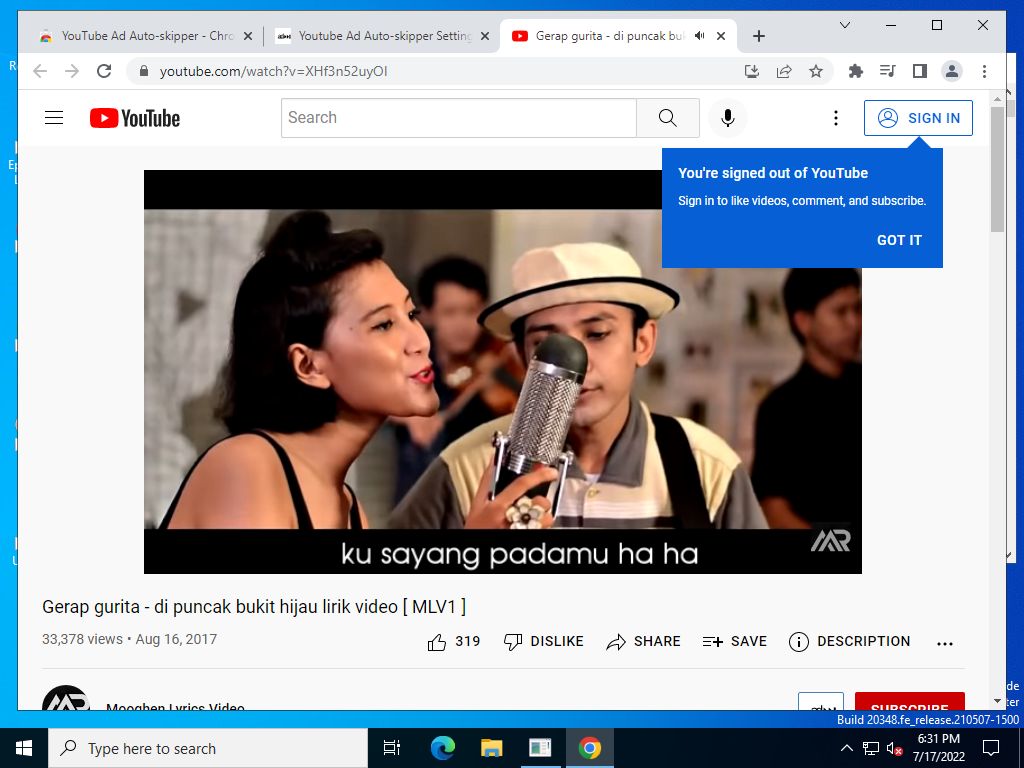 YouTube Ad Auto-skipper - Chro
Youtube Ad Auto-skipper Setting
Gerap gurita - di puncak buki
youtube.com/watch?v=XHf3n52uyOI
YouTube
Search
SIGN IN
You're signed out of YouTube
Sign in to like videos, comment, and subscribe.
GOT IT
ku sayang padamu ha ha
MR
Gerap gurita - di puncak bukit hijau lirik video [ MLV1 ]
33,378 views • Aug 16, 2017
319
DISLIKE
SHARE
SAVE
DESCRIPTION
Mooghen Lyrics Video
SUBSCRIBE
Build 20348.fe_release.210507-1500
Type here to search
6:31 PM
7/17/2022